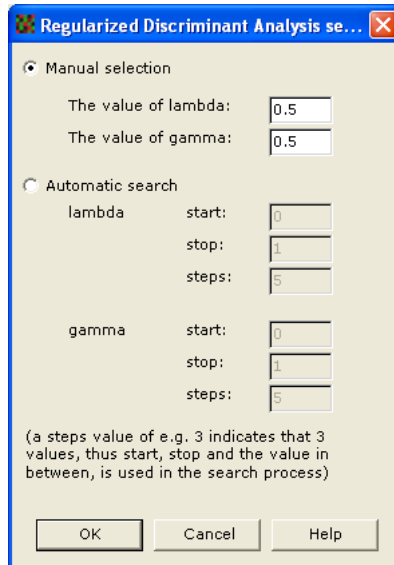 Regularized Discriminant Analysis se...
Manual selection
The value of lambda: 0.5
The value of gamma: 0.5
Automatic search
lambda start: 0
stop: 1
steps: 5
gamma start: 0
stop: 1
steps: 5
(a steps value of e.g. 3 indicates that 3
values, thus start, stop and the value in
between, is used in the search process)
OK Cancel Help